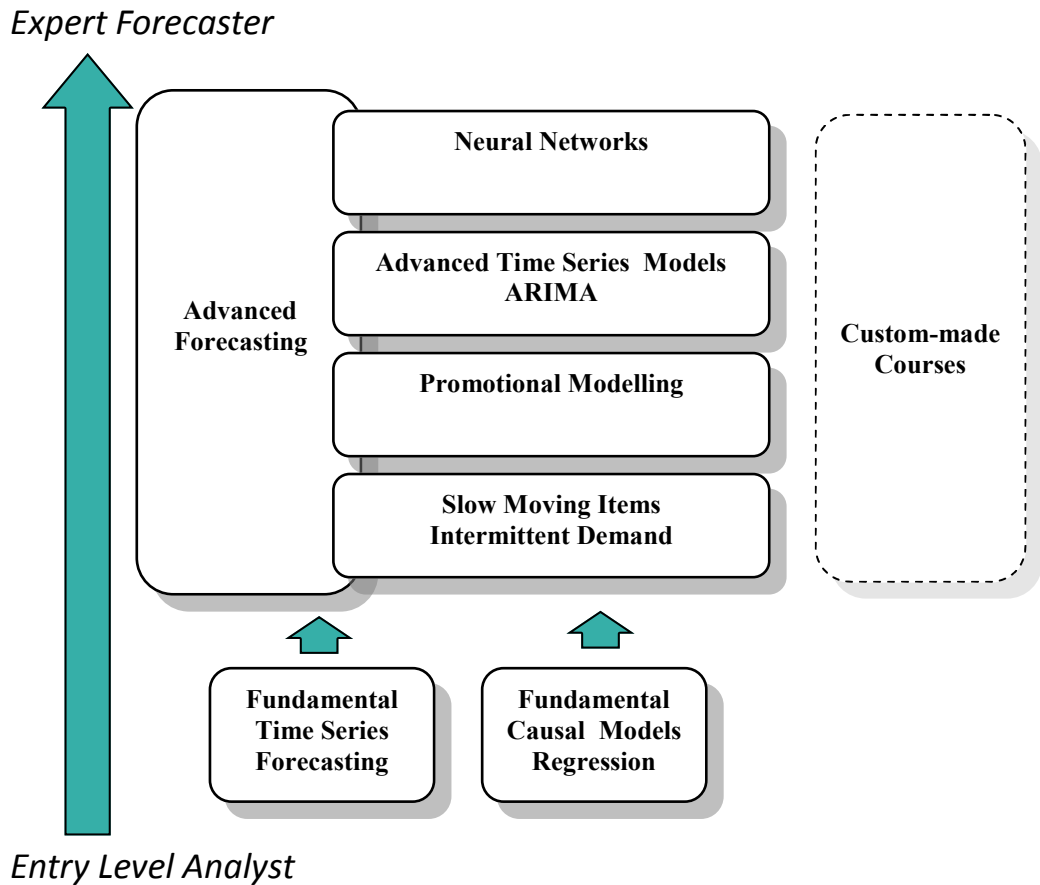 Expert Forecaster
Neural Networks
Advanced Time Series  Models
ARIMA
Advanced
Forecasting
Custom-made
Courses
Promotional Modelling
Slow Moving Items
Intermittent Demand
Fundamental
Time Series
Forecasting
Fundamental
Causal  Models
Regression
Entry Level Analyst